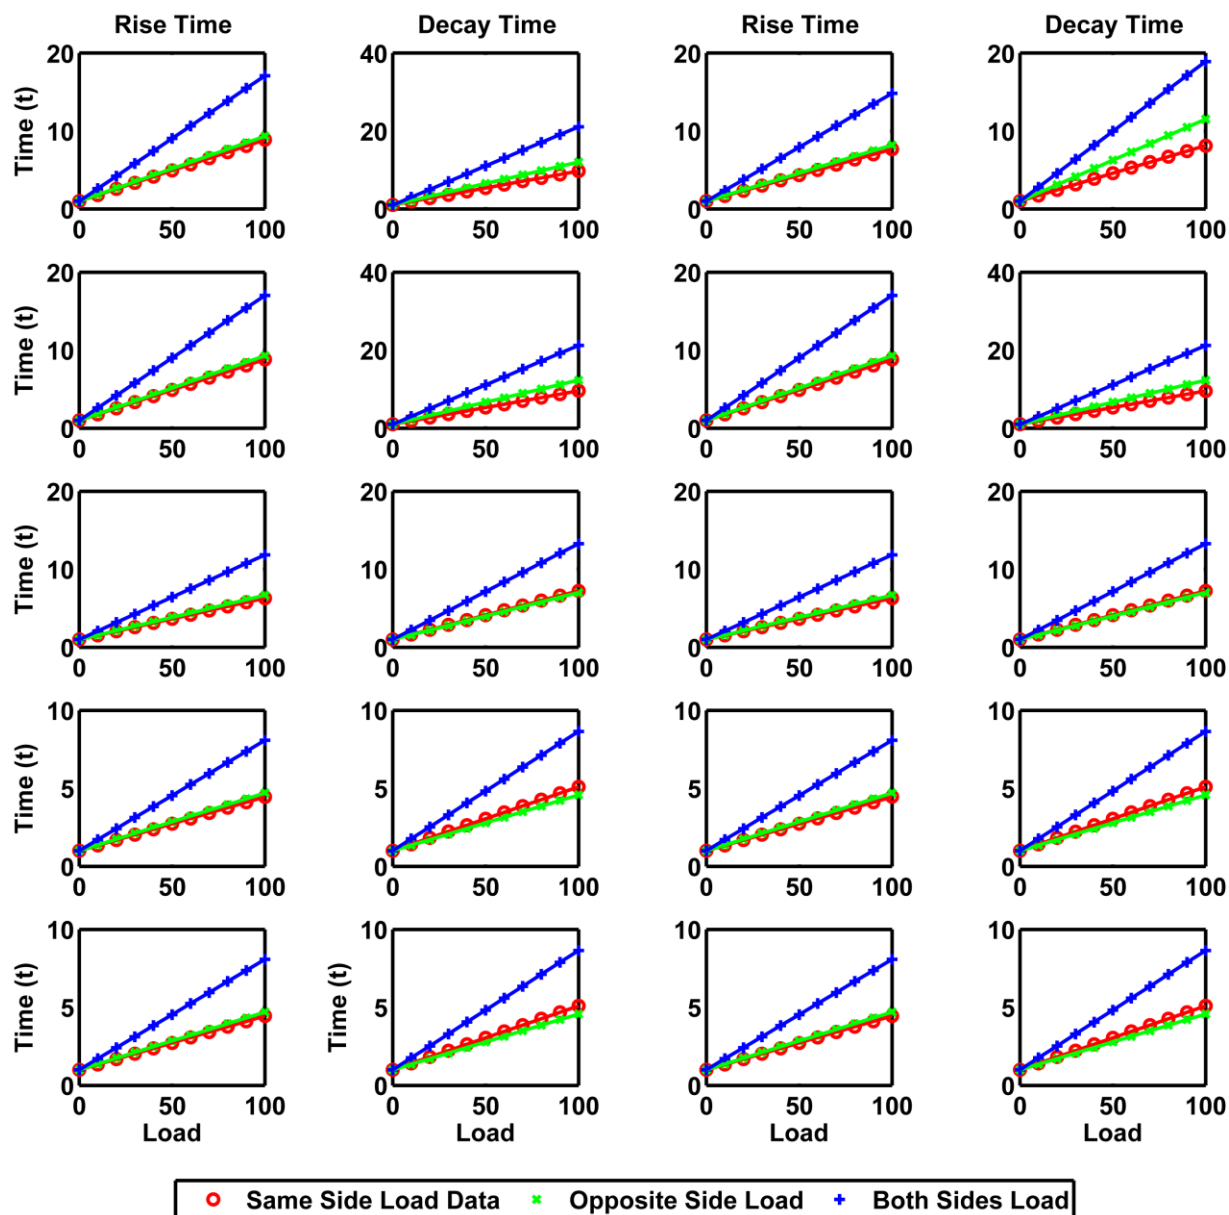 Rise Time Decay Time Rise Time Decay Time
20 40 20 20
Time (t)
10 20 10 10
0 0 0 0
0 50 100 0 50 100 0 50 100 0 50 100
20 40 20 40
Time (t)
10 20 10 20
0 0 0 0
0 50 100 0 50 100 0 50 100 0 50 100
20 20 20 20
Time (t)
10 10 10 10
0 0 0 0
0 50 100 0 50 100 0 50 100 0 50 100
10 10 10 10
Time (t)
5 5 5 5
0 0 0 0
0 50 100 0 50 100 0 50 100 0 50 100
10 10 10 10
Time (t) Time (t)
5 5 5 5
0 0 0 0
0 50 100 0 50 100 0 50 100 0 50 100
Load Load Load Load
Same Side Load Data Opposite Side Load Both Sides Load